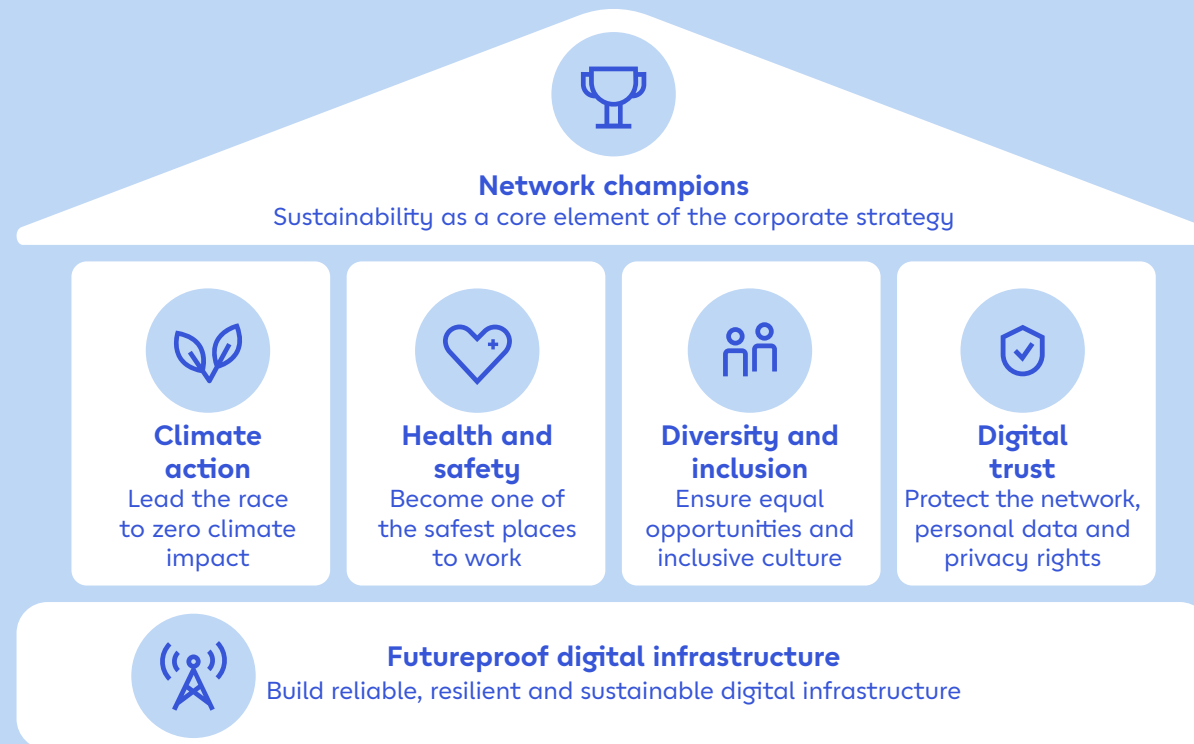 Network champions
Sustainability as a core element of the corporate strategy
Climate
action
Lead the race
to zero climate
impact
Health and
safety
Become one of
the safest places
to work
Diversity and
inclusion
Ensure equal
opportunities and
inclusive culture
Digital
trust
Protect the network,
personal data and
privacy rights
Futureproof digital infrastructure
Build reliable, resilient and sustainable digital infrastructure